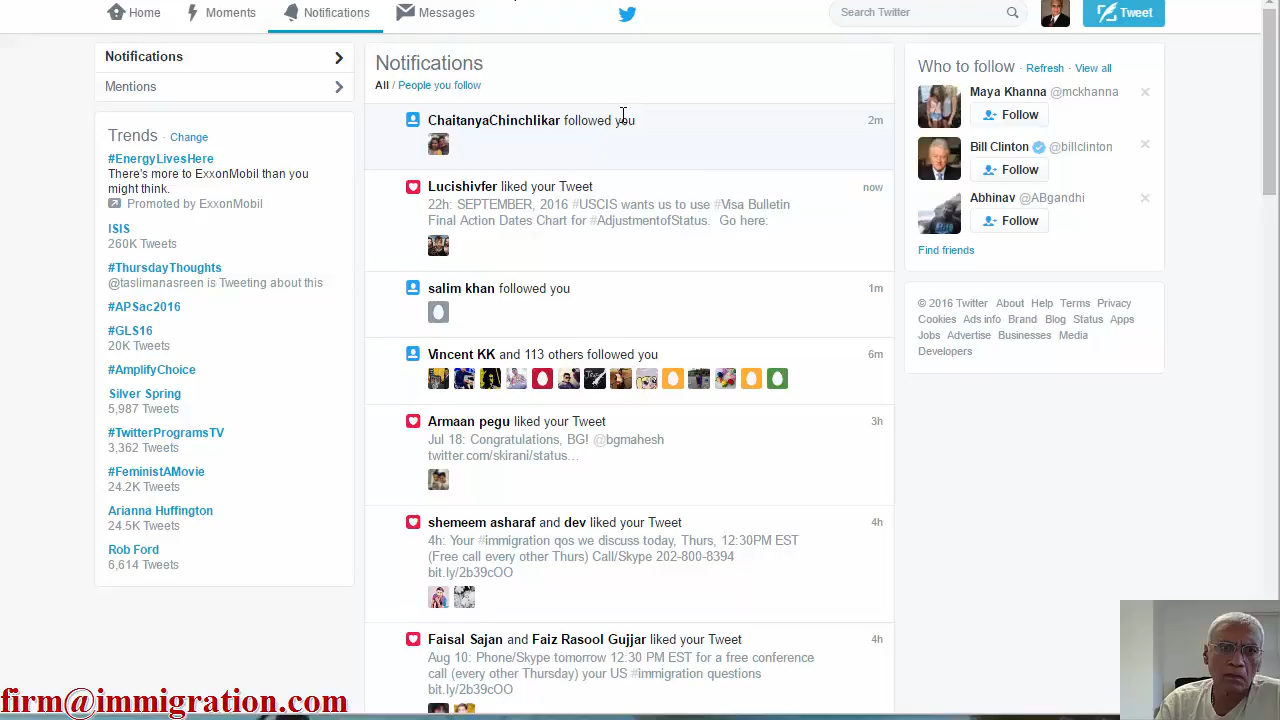 Home
Moments
Notifications
Messages
Search Twitter
Tweet
Notifications
Mentions
Trends · Change
#EnergyLivesHere
There's more to ExxonMobil than you
might think.
Promoted by ExxonMobil
ISIS
260K Tweets
#ThursdayThoughts
@taslimanasreen is Tweeting about this
#APSac2016
#GLS16
20K Tweets
#AmplifyChoice
Silver Spring
5,987 Tweets
#TwitterProgramsTV
3,362 Tweets
#FeministAMovie
24.2K Tweets
Arianna Huffington
24.5K Tweets
Rob Ford
6,614 Tweets
Notifications
All / People you follow
ChaitanyaChinchlikar followed you 2m
Lucishivfer liked your Tweet now
22h: SEPTEMBER, 2016 #USCIS wants us to use #Visa Bulletin
Final Action Dates Chart for #AdjustmentofStatus. Go here:
salim khan followed you 1m
Vincent KK and 113 others followed you 6m
Armaan pegu liked your Tweet 3h
Jul 18: Congratulations, BG! @bgmahesh
twitter.com/skirani/status…
shemeem asharaf and dev liked your Tweet 4h
4h: Your #immigration qos we discuss today, Thurs, 12:30PM EST
(Free call every other Thurs) Call/Skype 202-800-8394
bit.ly/2b39cOO
Faisal Sajan and Faiz Rasool Gujjar liked your Tweet 4h
Aug 10: Phone/Skype tomorrow 12:30 PM EST for a free conference
call (every other Thursday) your US #immigration questions
bit.ly/2b39cOO
Who to follow · Refresh · View all
Maya Khanna @mckhanna
Follow
Bill Clinton @billclinton
Follow
Abhinav @ABgandhi
Follow
Find friends
© 2016 Twitter About Help Terms Privacy
Cookies Ads info Brand Blog Status Apps
Jobs Advertise Businesses Media
Developers
firm@immigration.com